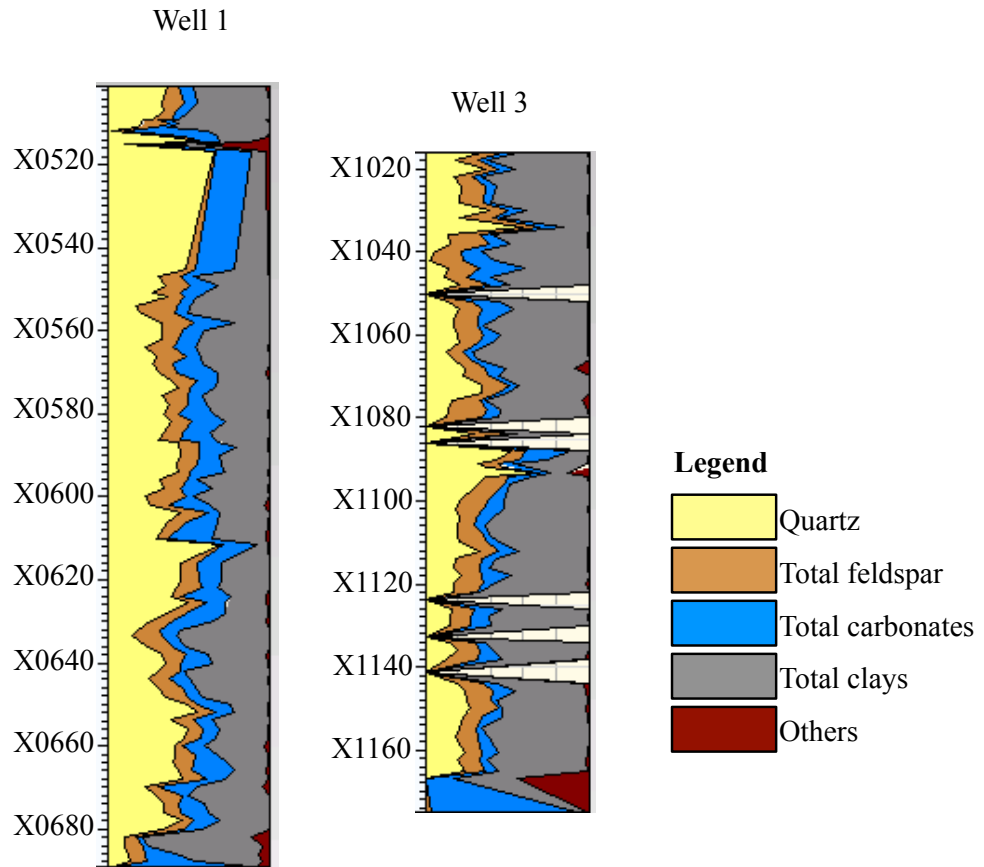 Well 1
X0520
X0540
X0560
X0580
X0600
X0620
X0640
X0660
X0680
Well 3
X1020
X1040
X1060
X1080
X1100
X1120
X1140
X1160
Legend
Quartz
Total feldspar
Total carbonates
Total clays
Others